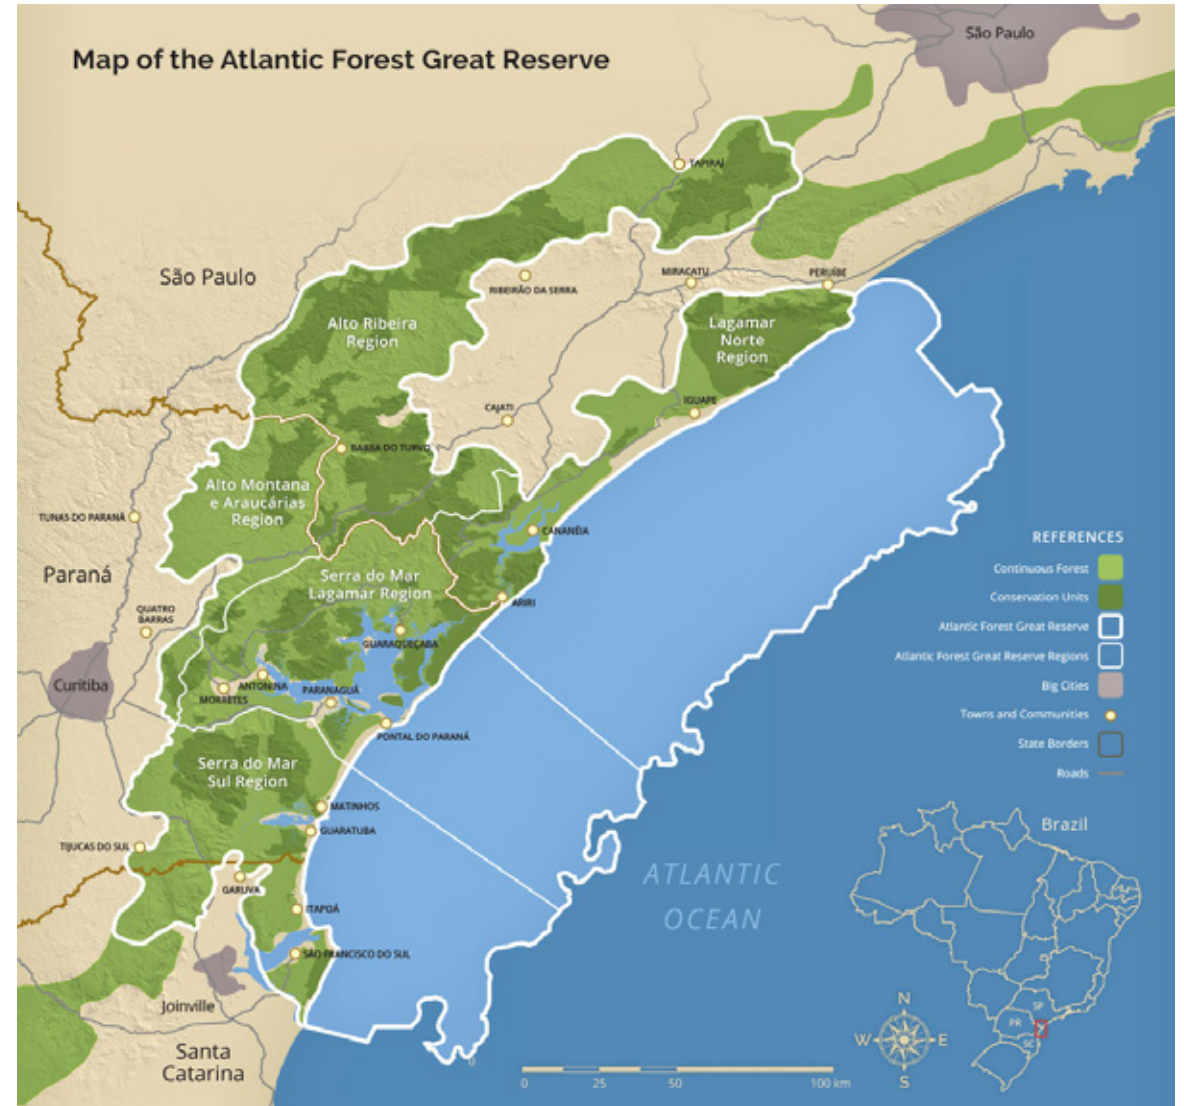 São Paulo
Map of the Atlantic Forest Great Reserve
TAPIRAÍ
São Paulo
MIRACATU
PERUÍBE
RIBEIRÃO DA SERRA
Alto Ribeira
Region
Lagamar
Norte
Region
IGUAPE
CAJATI
BARRA DO TURVO
Alto Montana
e Araucárias
Region
TUNAS DO PARANÁ
CANANÉIA
REFERENCES
Continuous Forest
Conservation Units
Atlantic Forest Great Reserve
Atlantic Forest Great Reserve Regions
Big Cities
Towns and Communities
State Borders
Roads
Paraná
Serra do Mar
Lagamar Region
ARIRI
QUATRO
BARRAS
GUARAQUEÇABA
Curitiba
ANTONINA
MORRETES
PARANAGUÁ
PONTAL DO PARANÁ
Serra do Mar
Sul Region
MATINHOS
GUARATUBA
TIJUCAS DO SUL
Brazil
ATLANTIC
OCEAN
GARUVA
ITAPOÁ
SÃO FRANCISCO DO SUL
Joinville
Santa
Catarina
N
W
E
S
SP
PR
SC
0
0
25
50
100 km